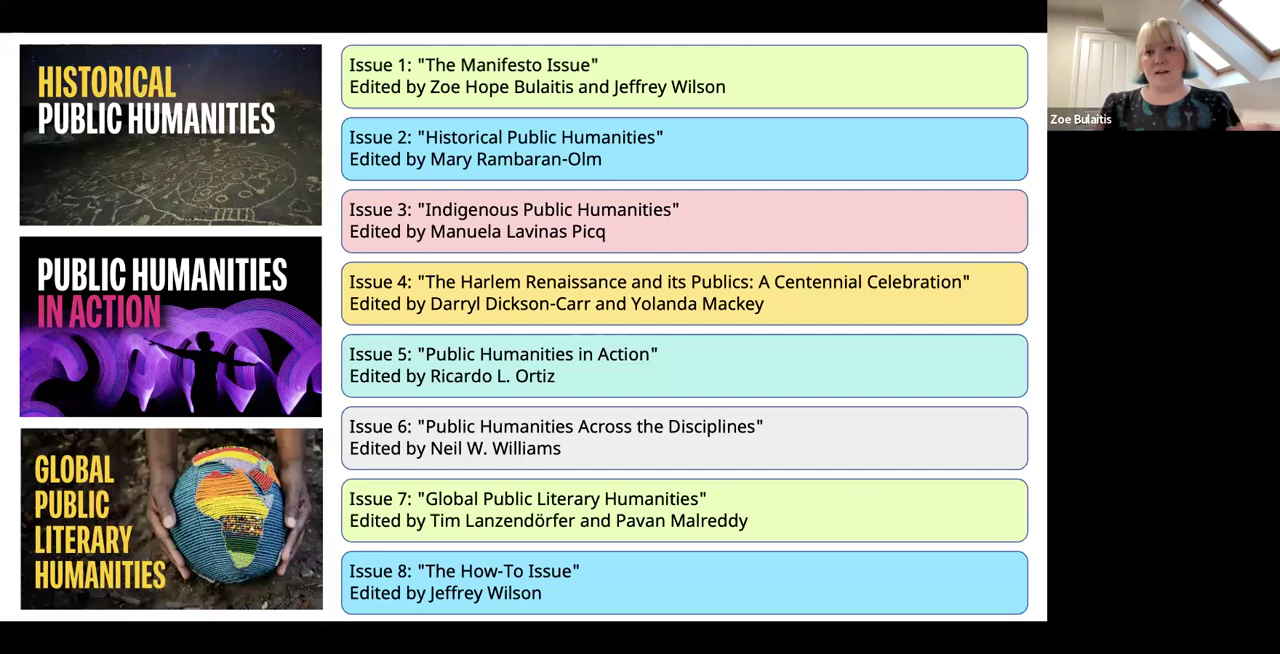 HISTORICAL
PUBLIC HUMANITIES
PUBLIC HUMANITIES
IN ACTION
GLOBAL
PUBLIC
LITERARY
HUMANITIES
Issue 1: "The Manifesto Issue"
Edited by Zoe Hope Bulaitis and Jeffrey Wilson
Issue 2: "Historical Public Humanities"
Edited by Mary Rambaran-Olm
Issue 3: "Indigenous Public Humanities"
Edited by Manuela Lavinas Picq
Issue 4: "The Harlem Renaissance and its Publics: A Centennial Celebration"
Edited by Darryl Dickson-Carr and Yolanda Mackey
Issue 5: "Public Humanities in Action"
Edited by Ricardo L. Ortiz
Issue 6: "Public Humanities Across the Disciplines"
Edited by Neil W. Williams
Issue 7: "Global Public Literary Humanities"
Edited by Tim Lanzendörfer and Pavan Malreddy
Issue 8: "The How-To Issue"
Edited by Jeffrey Wilson
Zoe Bulaitis